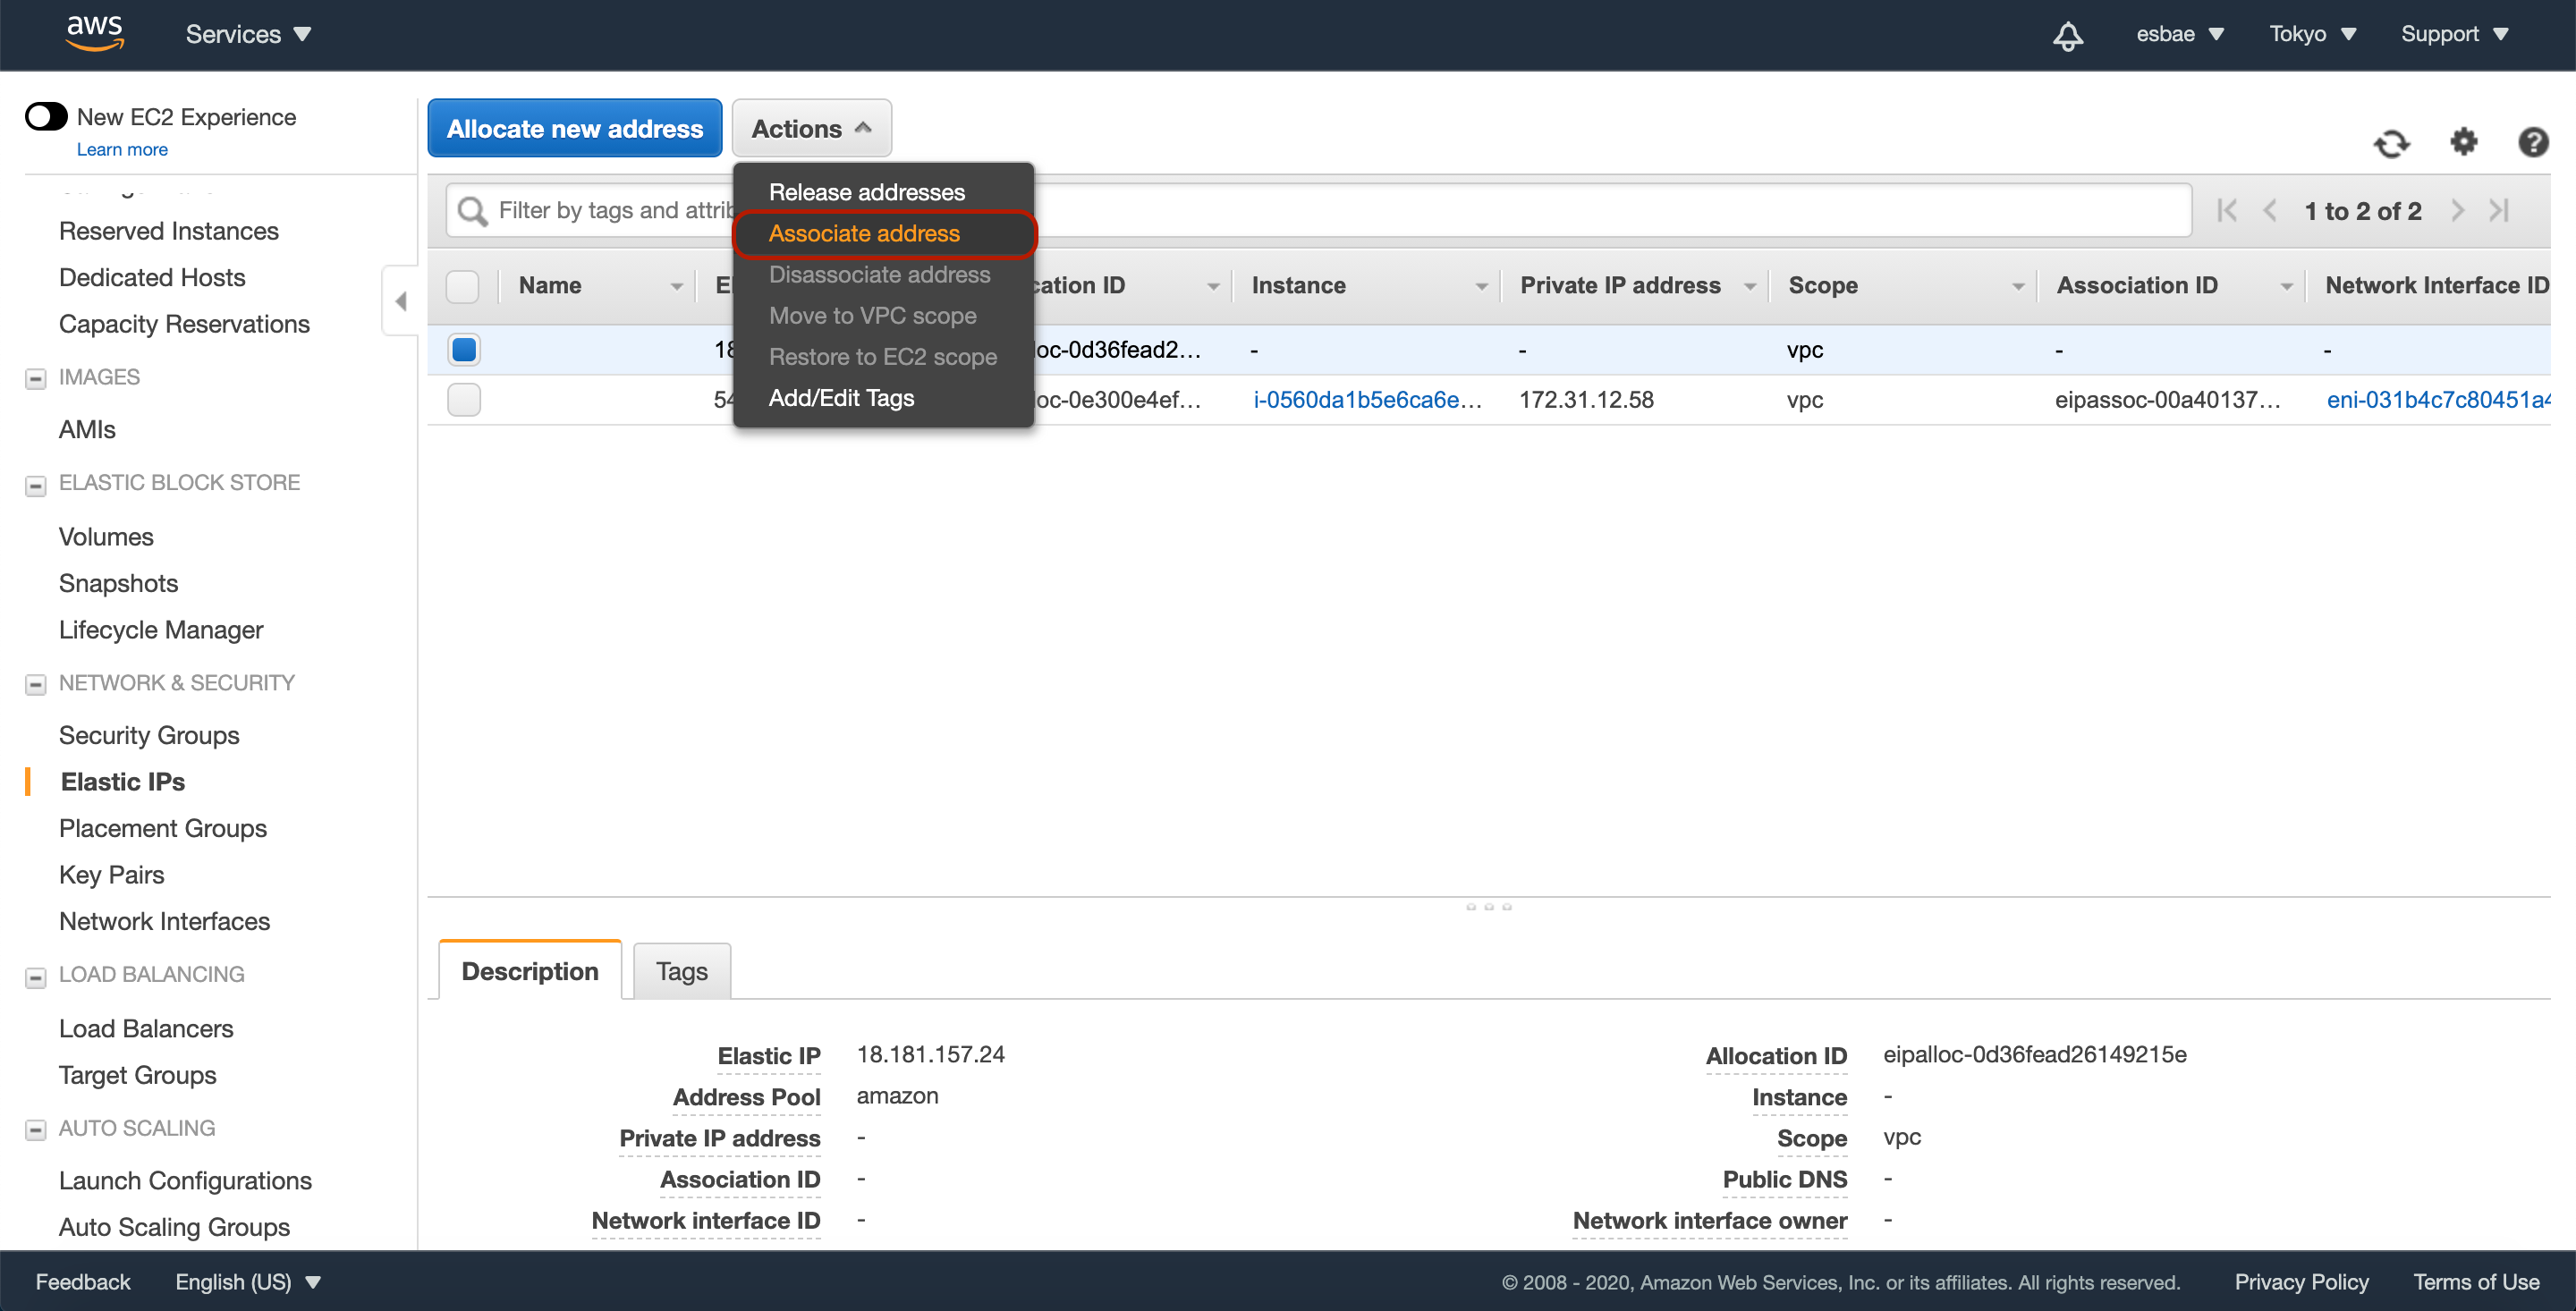 aws Services esbae Tokyo Support
New EC2 Experience
Learn more
Reserved Instances
Dedicated Hosts
Capacity Reservations
IMAGES
AMIs
ELASTIC BLOCK STORE
Volumes
Snapshots
Lifecycle Manager
NETWORK & SECURITY
Security Groups
Elastic IPs
Placement Groups
Key Pairs
Network Interfaces
LOAD BALANCING
Load Balancers
Target Groups
AUTO SCALING
Launch Configurations
Auto Scaling Groups
Allocate new address Actions
Release addresses
Associate address
Disassociate address
Move to VPC scope
Restore to EC2 scope
Add/Edit Tags
Filter by tags and attrib 1 to 2 of 2
Name El cation ID Instance Private IP address Scope Association ID Network Interface ID
18 oc-0d36fead2... - - vpc - -
54 oc-0e300e4ef... i-0560da1b5e6ca6e... 172.31.12.58 vpc eipassoc-00a40137... eni-031b4c7c80451a4
Description Tags
Elastic IP 18.181.157.24 Allocation ID eipalloc-0d36fead26149215e
Address Pool amazon Instance -
Private IP address - Scope vpc
Association ID - Public DNS -
Network interface ID - Network interface owner -
Feedback English (US) © 2008 - 2020, Amazon Web Services, Inc. or its affiliates. All rights reserved. Privacy Policy Terms of Use